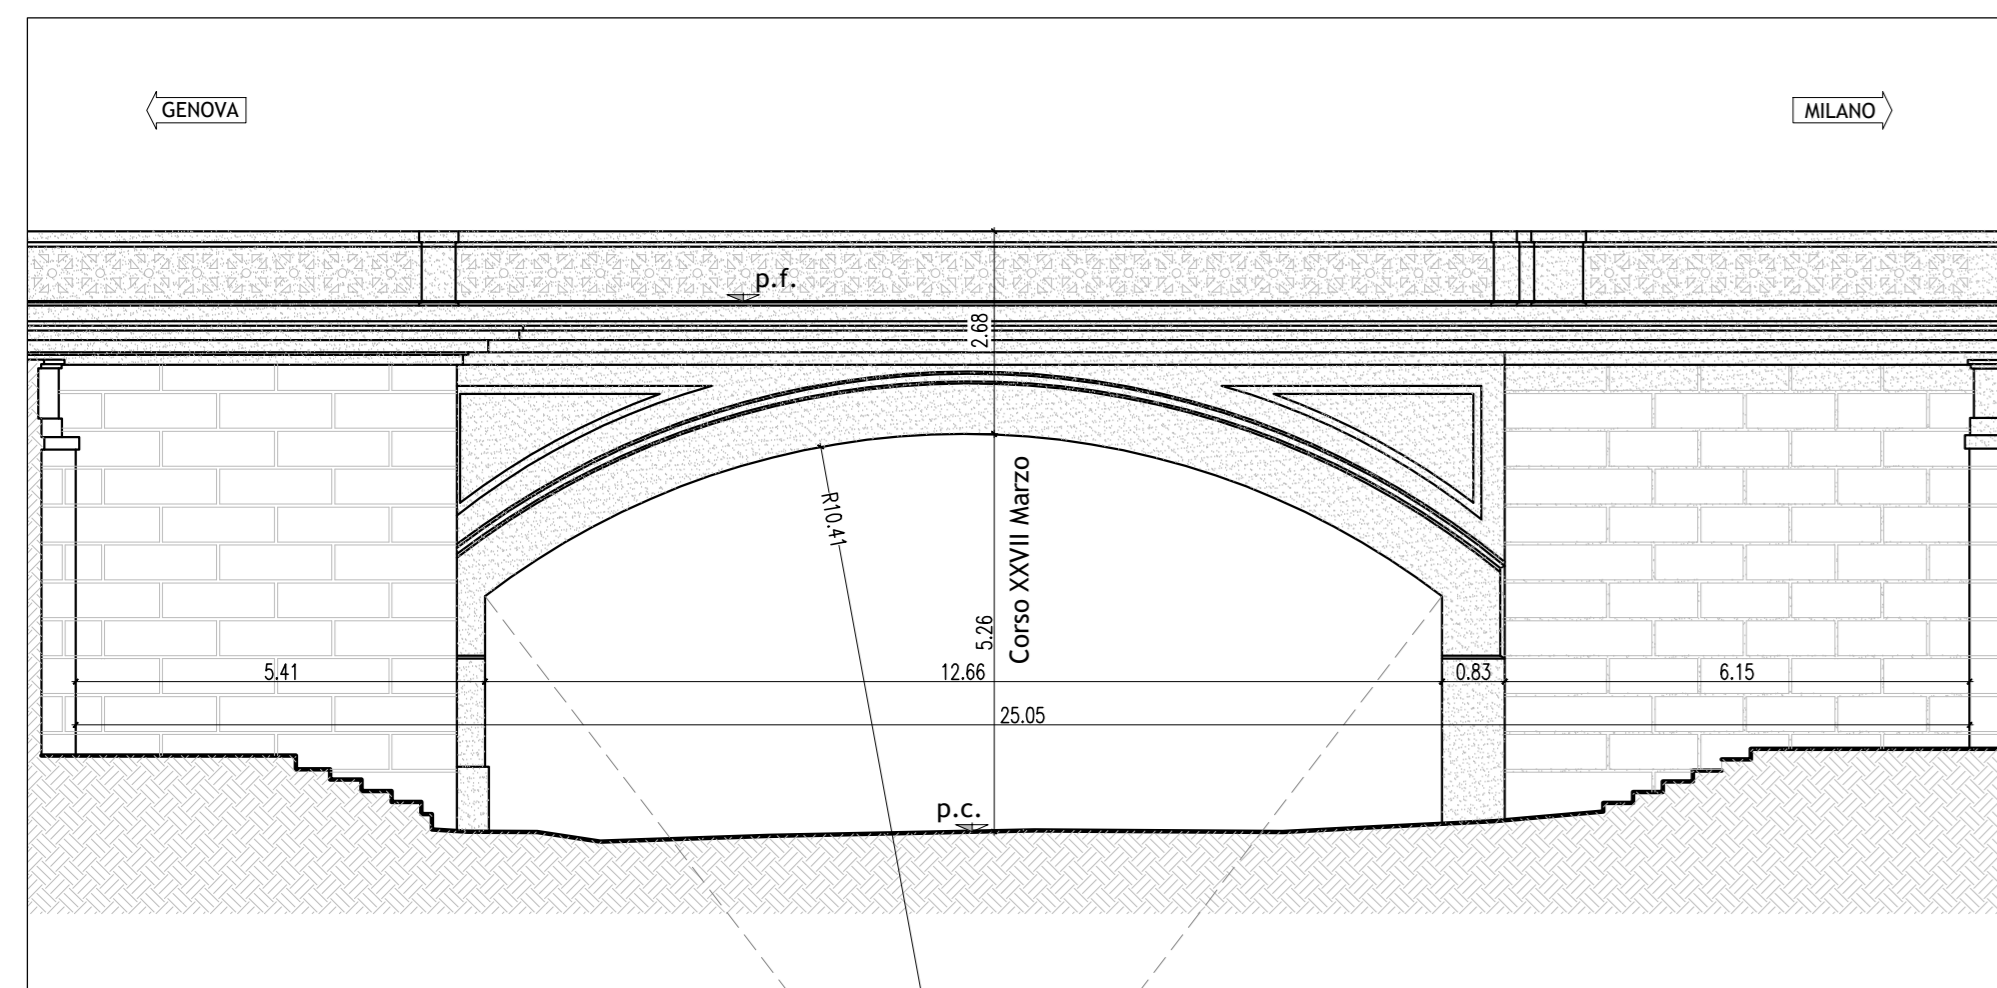 GENOVA
MILANO
p.f.
2.68
R10.41
Corso XXVII Marzo
5.26
5.41
12.66
0.83
6.15
25.05
p.c.